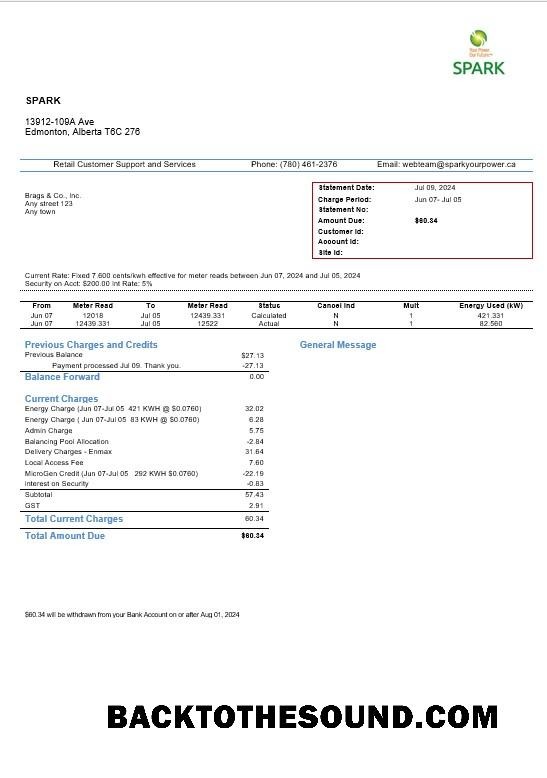 Your Power
Our Future
SPARK
SPARK
13912-109A Ave
Edmonton, Alberta T6C 276
Retail Customer Support and Services Phone: (780) 461-2376 Email: webteam@sparkyourpower.ca
Brags & Co., Inc.
Any street 123
Any town
Statement Date: Jul 09, 2024
Charge Period: Jun 07- Jul 05
Statement No:
Amount Due: $60.34
Customer Id:
Account Id:
Site Id:
Current Rate: Fixed 7.600 cents/kwh effective for meter reads between Jun 07, 2024 and Jul 05, 2024
Security on Acct: $200.00 Int Rate: 5%
From Meter Read To Meter Read Status Cancel Ind Mult Energy Used (kW)
Jun 07 12018 Jul 05 12439.331 Calculated N 1 421.331
Jun 07 12439.331 Jul 05 12522 Actual N 1 82.560
Previous Charges and Credits
Previous Balance $27.13
Payment processed Jul 09. Thank you. -27.13
Balance Forward 0.00
General Message
Current Charges
Energy Charge (Jun 07-Jul 05 421 KWH @ $0.0760) 32.02
Energy Charge ( Jun 07-Jul 05 83 KWH @ $0.0760) 6.28
Admin Charge 5.75
Balancing Pool Allocation -2.84
Delivery Charges - Enmax 31.64
Local Access Fee 7.60
MicroGen Credit (Jun 07-Jul 05 292 KWH $0.0760) -22.19
Interest on Security -0.83
Subtotal 57.43
GST 2.91
Total Current Charges 60.34
Total Amount Due $60.34
$60.34 will be withdrawn from your Bank Account on or after Aug 01, 2024
BACKTOTHESOUND.COM